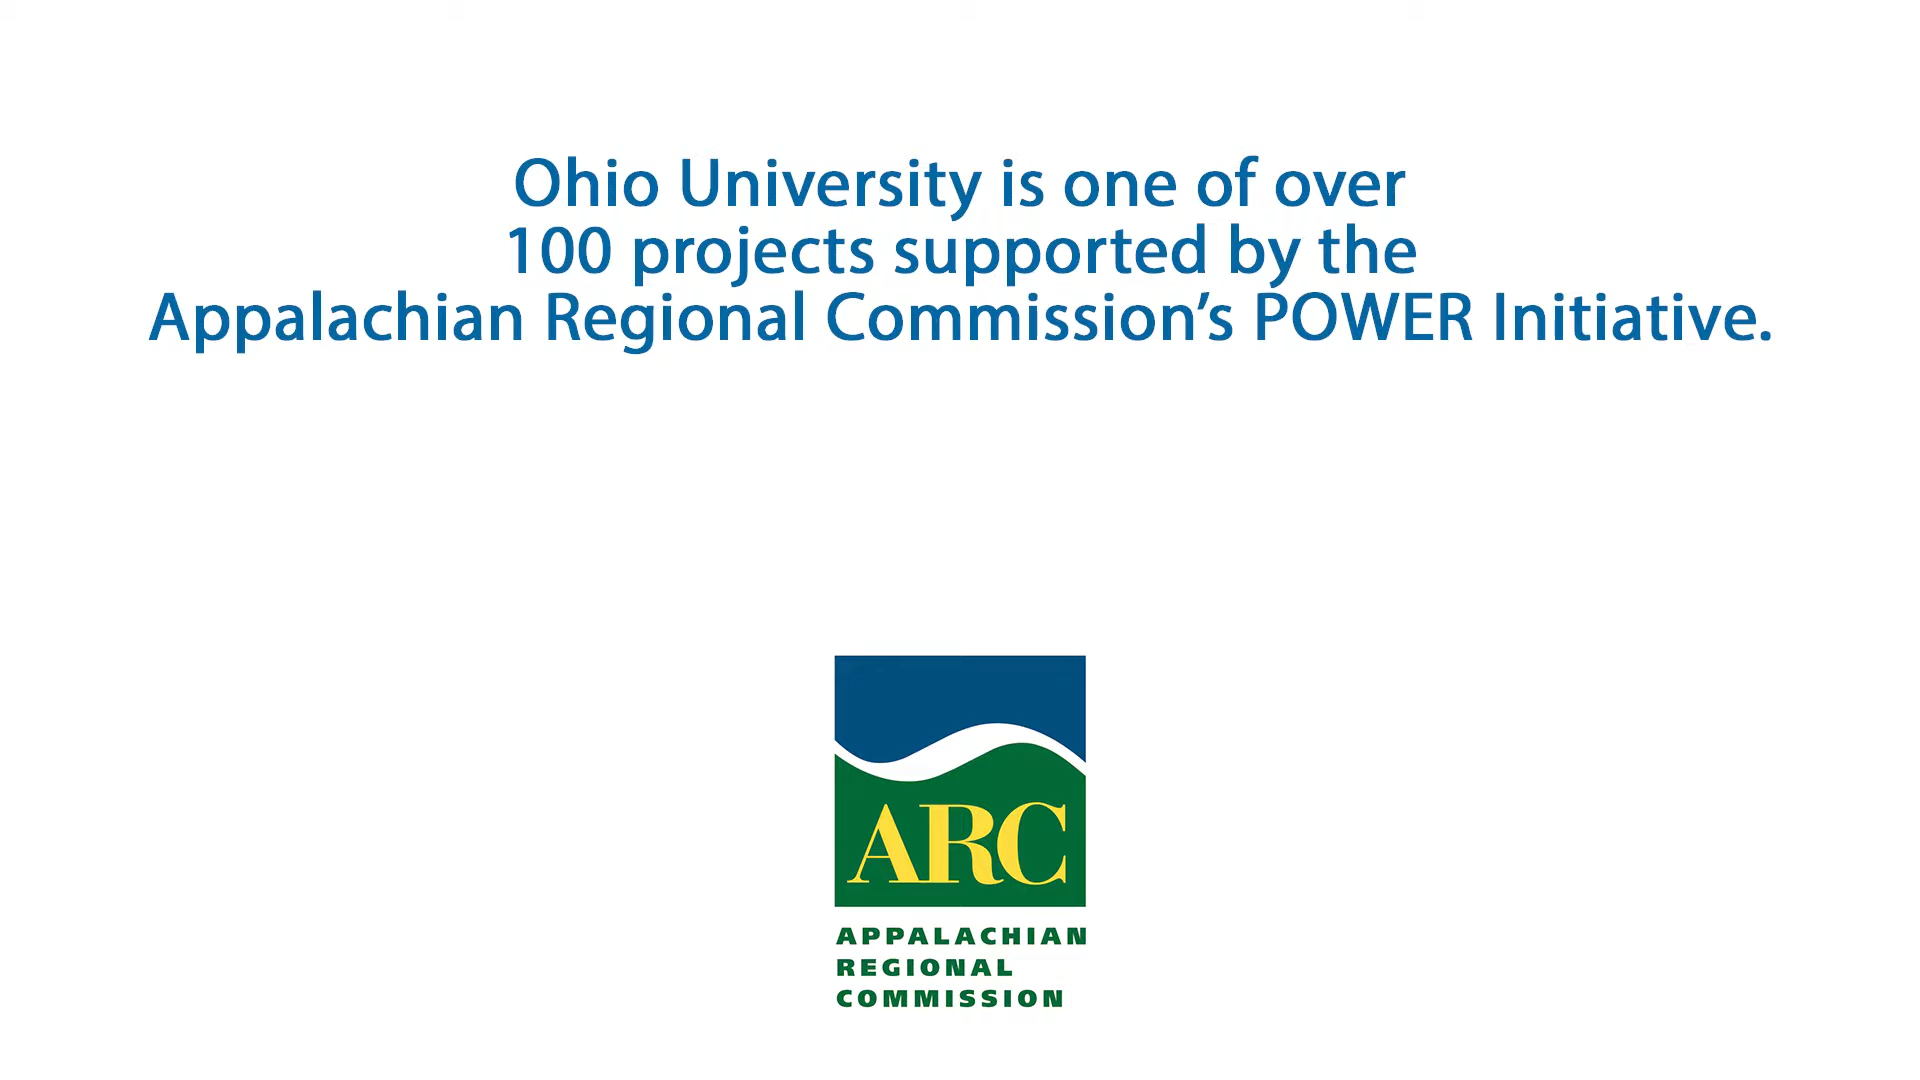 Ohio University is one of over
100 projects supported by the
Appalachian Regional Commission’s POWER Initiative.
ARC
APPALACHIAN
REGIONAL
COMMISSION